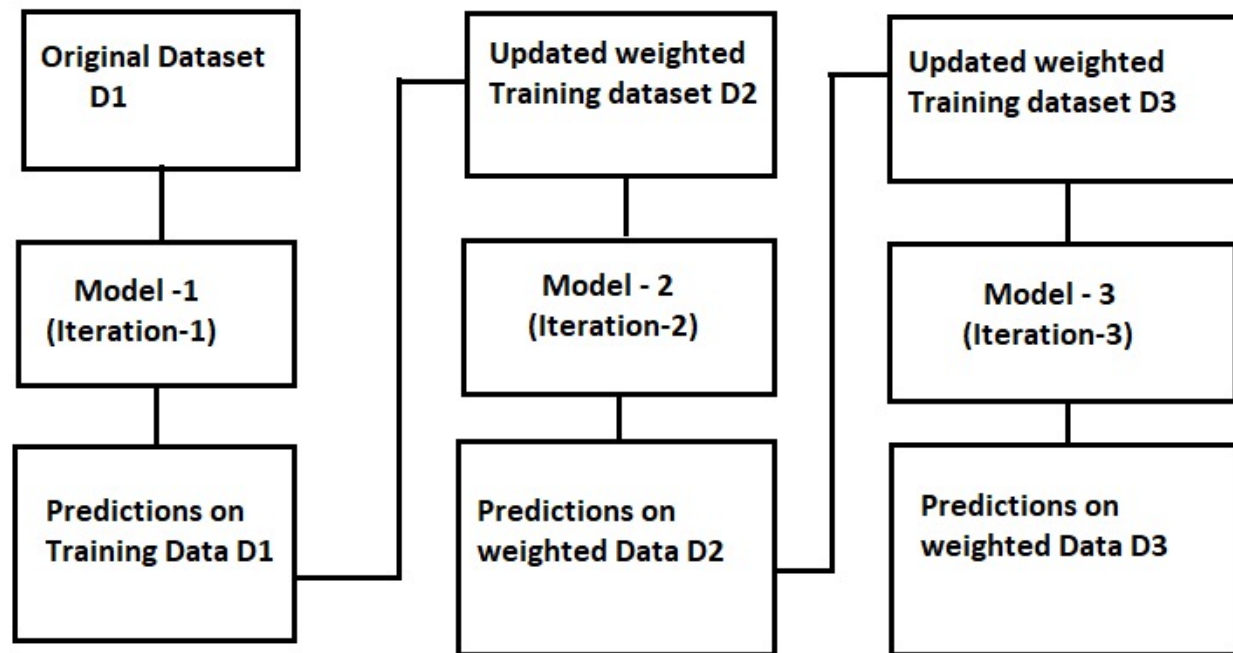 Original Dataset
D1
Model -1
(Iteration-1)
Predictions on
Training Data D1
Updated weighted
Training dataset D2
Model - 2
(Iteration-2)
Predictions on
weighted Data D2
Updated weighted
Training dataset D3
Model - 3
(Iteration-3)
Predictions on
weighted Data D3